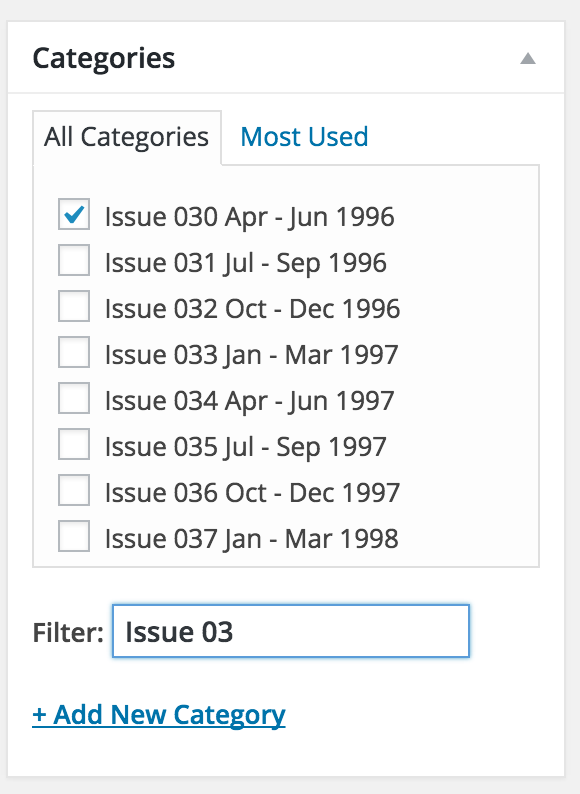 Categories
All Categories Most Used
Issue 030 Apr - Jun 1996
Issue 031 Jul - Sep 1996
Issue 032 Oct - Dec 1996
Issue 033 Jan - Mar 1997
Issue 034 Apr - Jun 1997
Issue 035 Jul - Sep 1997
Issue 036 Oct - Dec 1997
Issue 037 Jan - Mar 1998
Filter: Issue 03
+ Add New Category